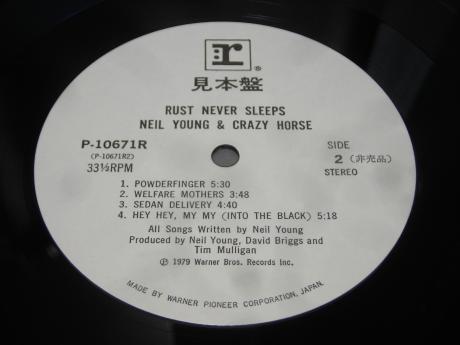 r®
見本盤
RUST NEVER SLEEPS
NEIL YOUNG & CRAZY HORSE
P-10671R
(P-10671R2)
33⅓RPM
SIDE
2 (非売品)
STEREO
1. POWDERFINGER 5:30
2. WELFARE MOTHERS 3:48
3. SEDAN DELIVERY 4:40
4. HEY HEY, MY MY (INTO THE BLACK) 5:18
All Songs Written by Neil Young
Produced by Neil Young, David Briggs and
Tim Mulligan
℗ 1979 Warner Bros. Records Inc.
MADE BY WARNER PIONEER CORPORATION, JAPAN.